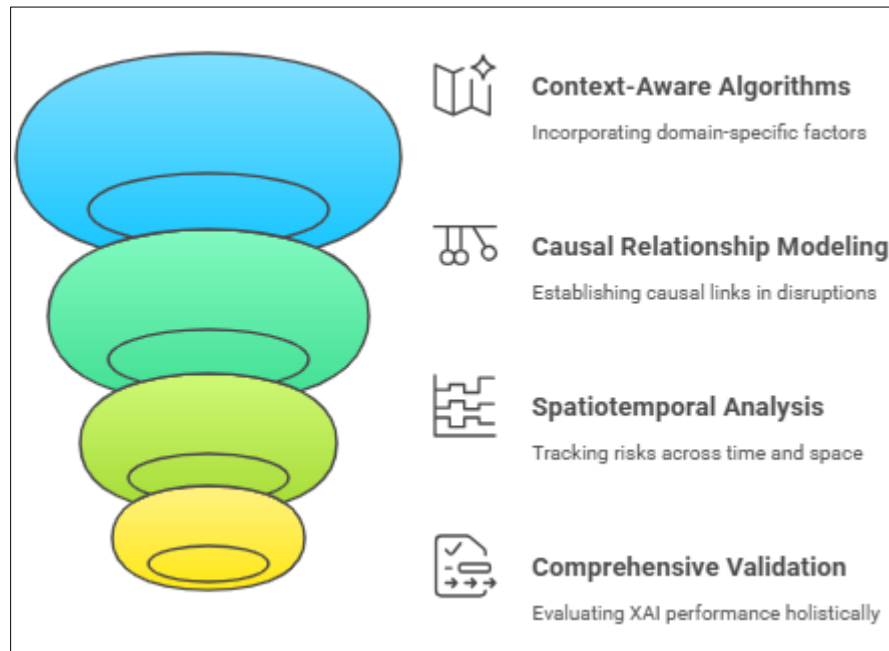 Context-Aware Algorithms
Incorporating domain-specific factors
Causal Relationship Modeling
Establishing causal links in disruptions
Spatiotemporal Analysis
Tracking risks across time and space
Comprehensive Validation
Evaluating XAI performance holistically